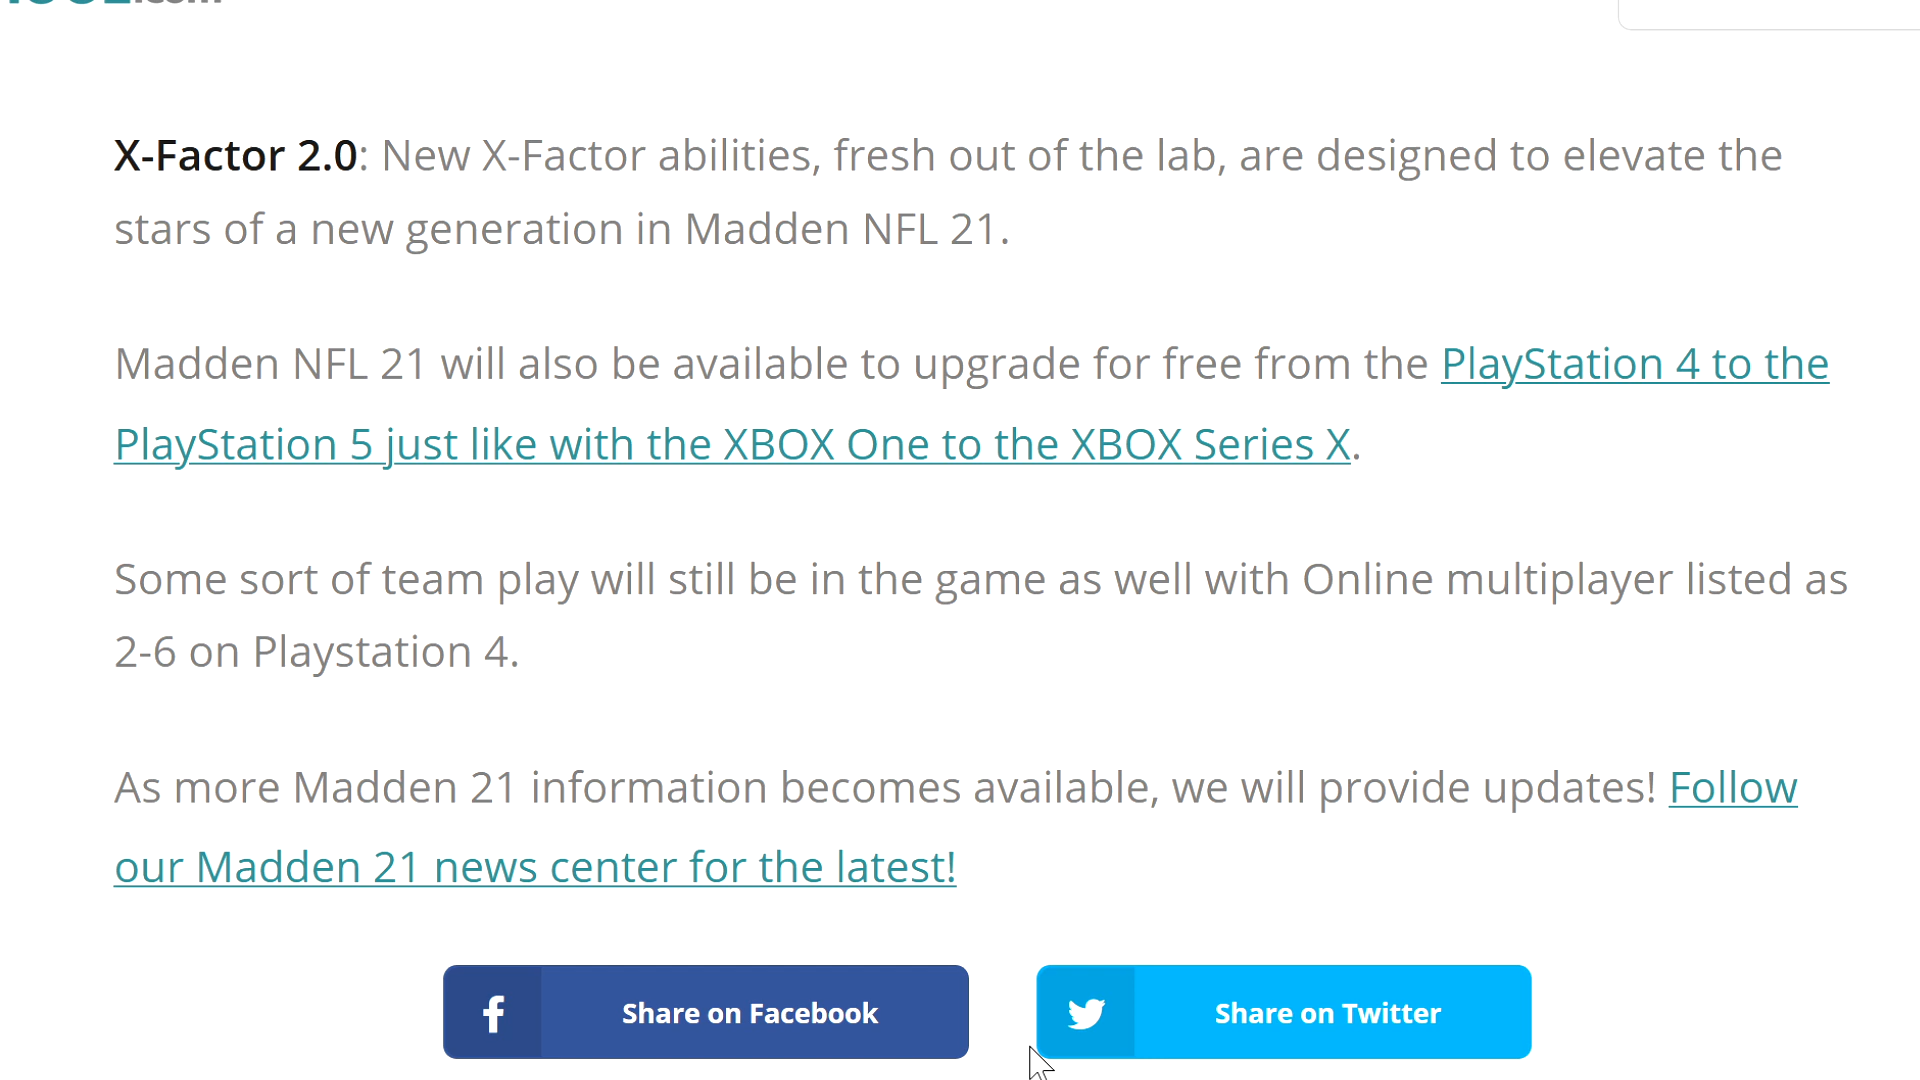 X-Factor 2.0: New X-Factor abilities, fresh out of the lab, are designed to elevate the
stars of a new generation in Madden NFL 21.
Madden NFL 21 will also be available to upgrade for free from the PlayStation 4 to the
PlayStation 5 just like with the XBOX One to the XBOX Series X.
Some sort of team play will still be in the game as well with Online multiplayer listed as
2-6 on Playstation 4.
As more Madden 21 information becomes available, we will provide updates! Follow
our Madden 21 news center for the latest!
Share on Facebook
Share on Twitter